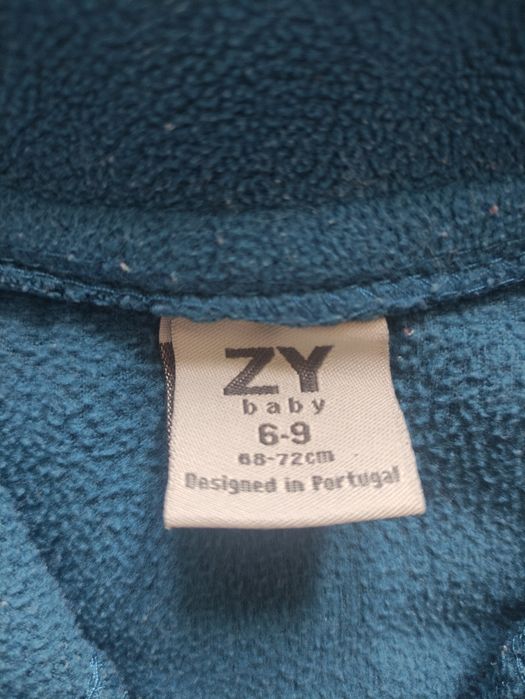 ZY
baby
6-9
68-72cm
Designed in Portugal